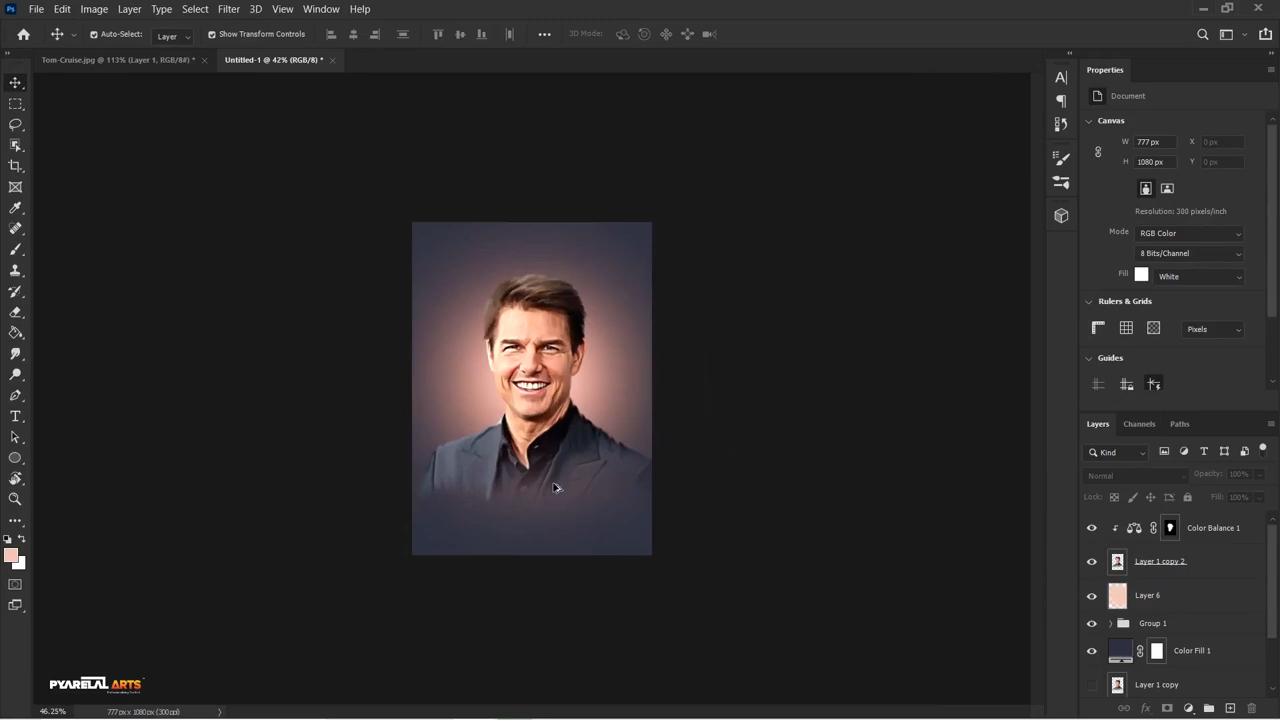 Ps File Edit Image Layer Type Select Filter 3D View Window Help
Auto-Select: Layer Show Transform Controls 3D Mode:
Tom-Cruise.jpg @ 113% (Layer 1, RGB/8#) * Untitled-1 @ 42% (RGB/8) *
Properties
Document
Canvas
W 777 px X 0 px
H 1080 px Y 0 px
Resolution: 300 pixels/inch
Mode RGB Color
8 Bits/Channel
Fill White
Rulers & Grids
Pixels
Guides
Layers Channels Paths
Kind
Normal Opacity: 100%
Lock: Fill: 100%
Color Balance 1
Layer 1 copy 2
Layer 6
Group 1
Color Fill 1
Layer 1 copy
PYARELAL ARTS
46.25% 777 px x 1080 px (300 ppi)